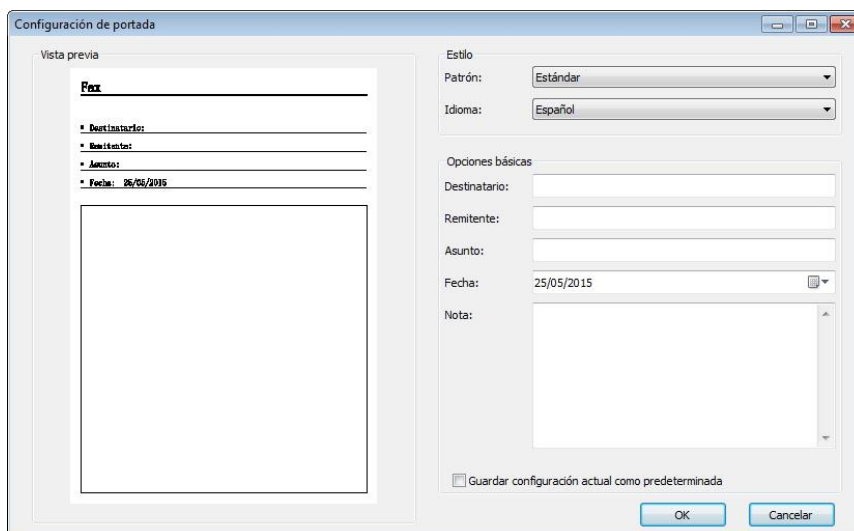 Configuración de portada
Vista previa
Fax
Destinatario:
Remitente:
Asunto:
Fecha: 25/05/2015
Estilo
Patrón: Estándar
Idioma: Español
Opciones básicas
Destinatario:
Remitente:
Asunto:
Fecha: 25/05/2015
Nota:
Guardar configuración actual como predeterminada
OK Cancelar